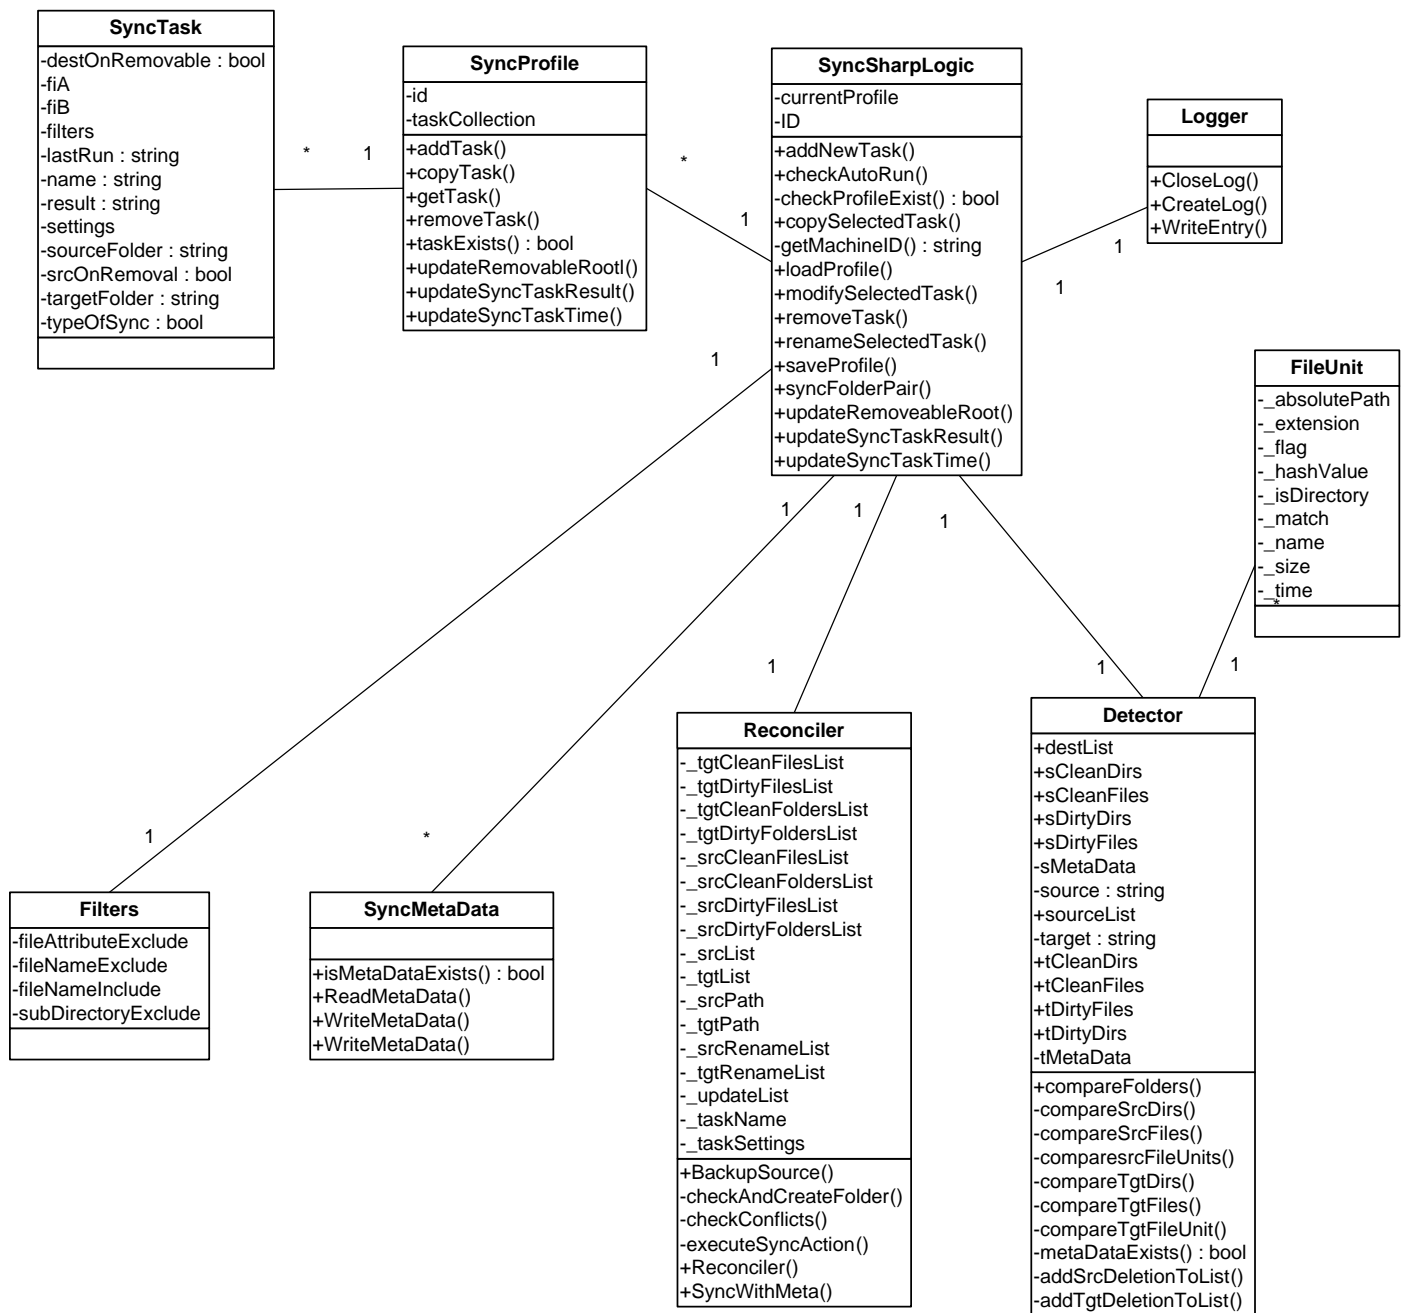 SyncTask
-destOnRemovable : bool
-fiA
-fiB
-filters
-lastRun : string
-name : string
-result : string
-settings
-sourceFolder : string
-srcOnRemoval : bool
-targetFolder : string
-typeOfSync : bool
*
1
SyncProfile
-id
-taskCollection
+addTask()
+copyTask()
+getTask()
+removeTask()
+taskExists() : bool
+updateRemovableRootl()
+updateSyncTaskResult()
+updateSyncTaskTime()
*
1
SyncSharpLogic
-currentProfile
-ID
+addNewTask()
+checkAutoRun()
-checkProfileExist() : bool
+copySelectedTask()
-getMachineID() : string
+loadProfile()
+modifySelectedTask()
+removeTask()
+renameSelectedTask()
+saveProfile()
+syncFolderPair()
+updateRemoveableRoot()
+updateSyncTaskResult()
+updateSyncTaskTime()
Logger
+CloseLog()
+CreateLog()
+WriteEntry()
1
1
FileUnit
-_absolutePath
-_extension
-_flag
-_hashValue
-_isDirectory
-_match
-_name
-_size
-_time
*
1
1
1
1
1
1
1
1
*
Filters
-fileAttributeExclude
-fileNameExclude
-fileNameInclude
-subDirectoryExclude
SyncMetaData
+isMetaDataExists() : bool
+ReadMetaData()
+WriteMetaData()
+WriteMetaData()
Reconciler
-_tgtCleanFilesList
-_tgtDirtyFilesList
-_tgtCleanFoldersList
-_tgtDirtyFoldersList
-_srcCleanFilesList
-_srcCleanFoldersList
-_srcDirtyFilesList
-_srcDirtyFoldersList
-_srcList
-_tgtList
-_srcPath
-_tgtPath
-_srcRenameList
-_tgtRenameList
-_updateList
-_taskName
-_taskSettings
+BackupSource()
-checkAndCreateFolder()
-checkConflicts()
-executeSyncAction()
+Reconciler()
+SyncWithMeta()
Detector
+destList
+sCleanDirs
+sCleanFiles
+sDirtyDirs
+sDirtyFiles
-sMetaData
-source : string
+sourceList
-target : string
+tCleanDirs
+tCleanFiles
+tDirtyFiles
+tDirtyDirs
-tMetaData
+compareFolders()
-compareSrcDirs()
-compareSrcFiles()
-comparesrcFileUnits()
-compareTgtDirs()
-compareTgtFiles()
-compareTgtFileUnit()
-metaDataExists() : bool
-addSrcDeletionToList()
-addTgtDeletionToList()